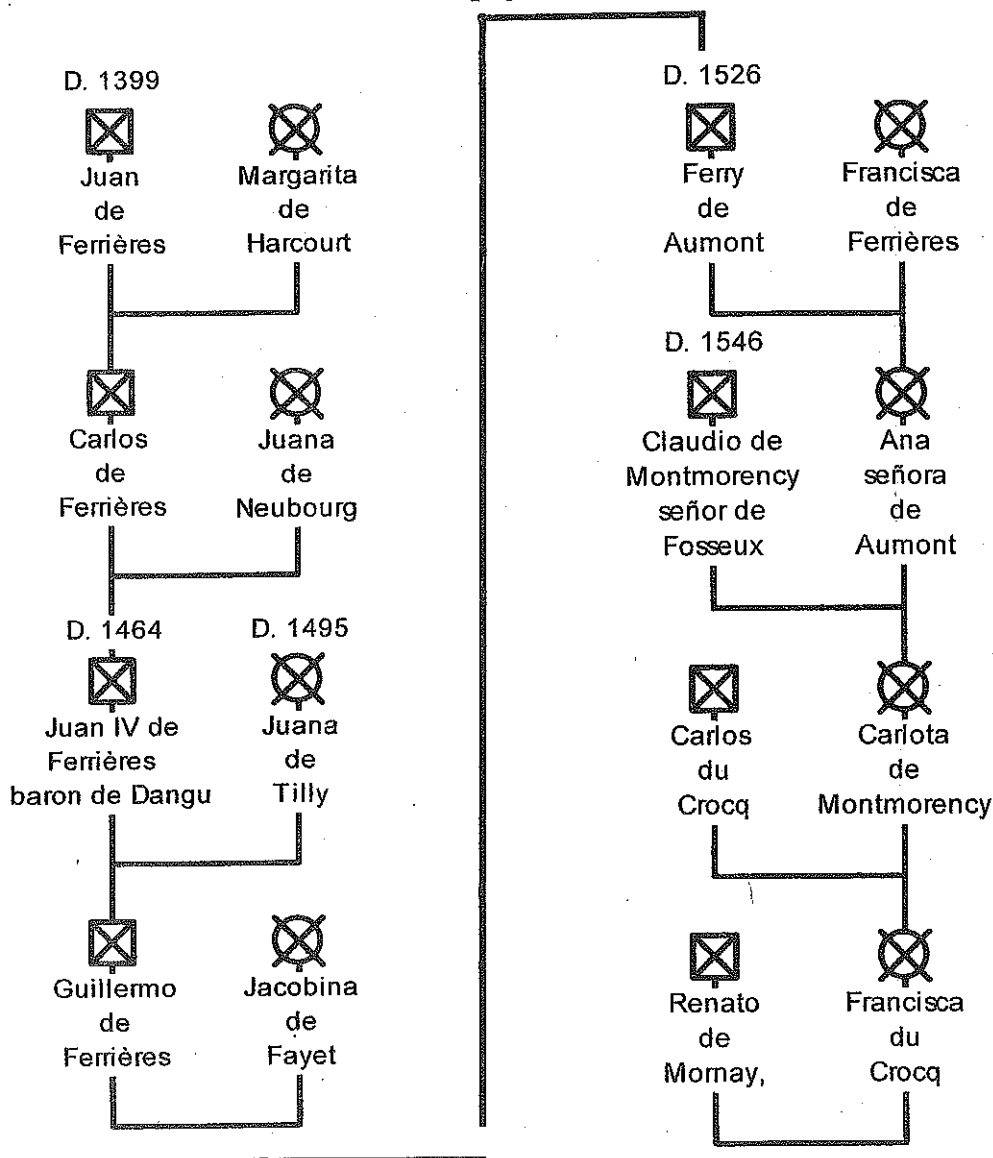 D. 1399
Juan
de
Ferrières
Margarita
de
Harcourt
Carlos
de
Ferrières
Juana
de
Neubourg
D. 1464
Juan IV de
Ferrières
baron de Dangu
D. 1495
Juana
de
Tilly
Guillermo
de
Ferrières
Jacobina
de
Fayet
D. 1526
Ferry
de
Aumont
Francisca
de
Ferrières
D. 1546
Claudio de
Montmorency
señor de
Fosseux
Ana
señora
de
Aumont
Carlos
du
Crocq
Carlota
de
Montmorency
Renato
de
Mornay,
Francisca
du
Crocq